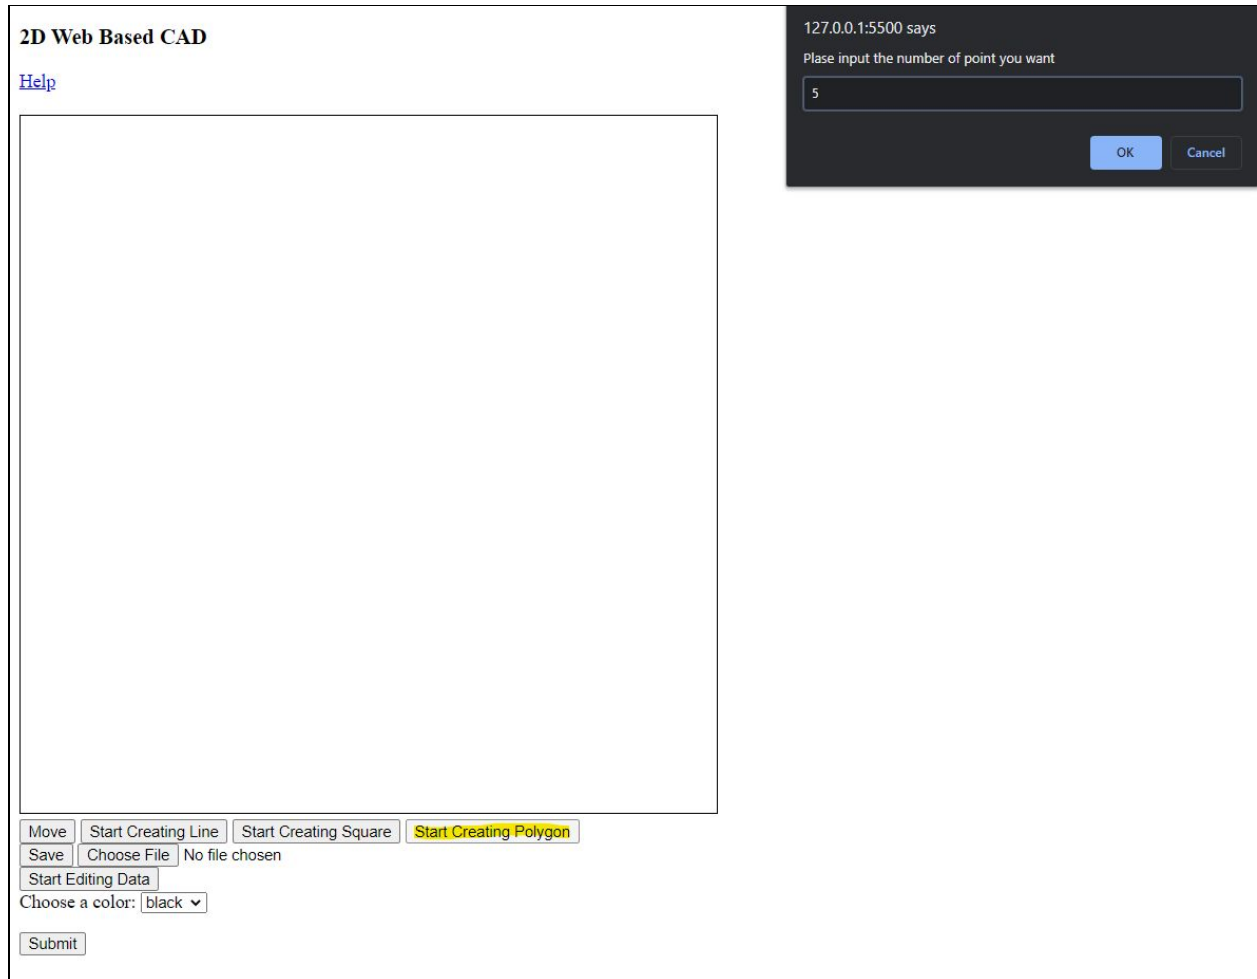 2D Web Based CAD
Help
127.0.0.1:5500 says
Plase input the number of point you want
5
OK Cancel
Move Start Creating Line Start Creating Square Start Creating Polygon
Save Choose File No file chosen
Start Editing Data
Choose a color: black
Submit